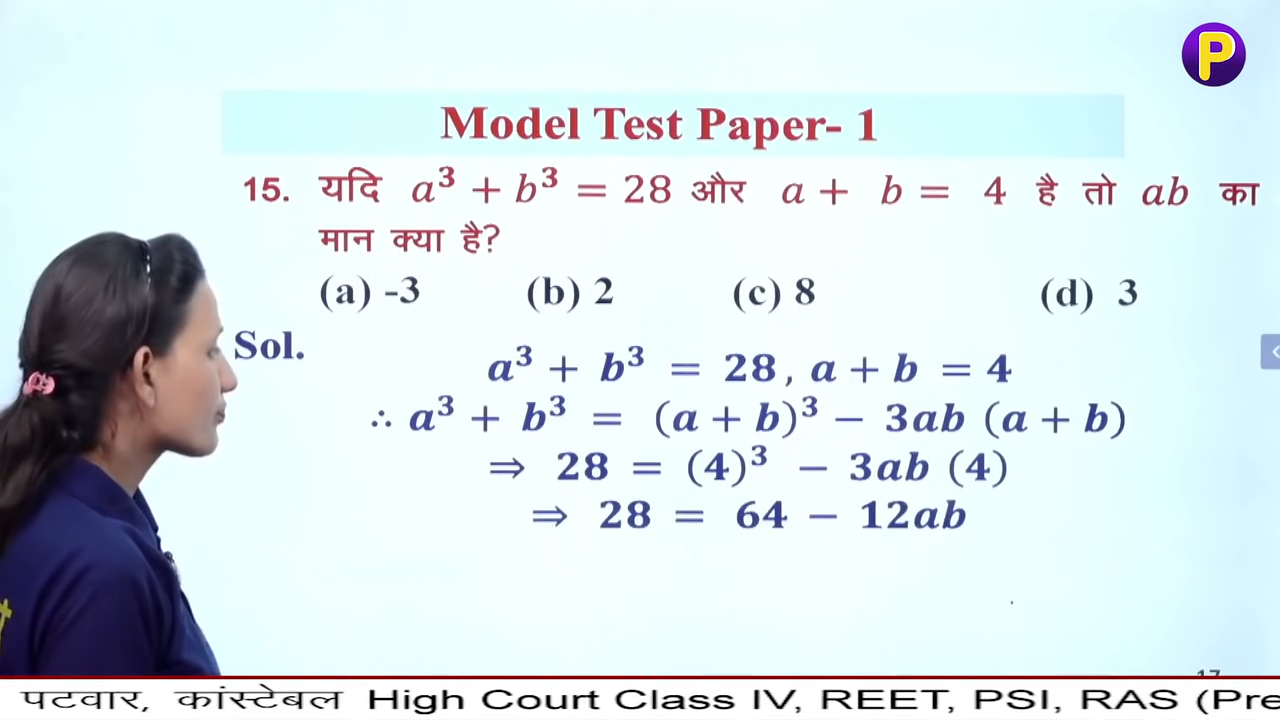 P
Model Test Paper- 1
15. यदि a³ + b³ = 28 और a + b = 4 है तो ab का
मान क्या है?
(a) -3 (b) 2 (c) 8 (d) 3
Sol.
a³ + b³ = 28, a + b = 4
∴ a³ + b³ = (a + b)³ − 3ab (a + b)
⇒ 28 = (4)³ − 3ab (4)
⇒ 28 = 64 − 12ab
पटवार, कांस्टेबल High Court Class IV, REET, PSI, RAS (Pre